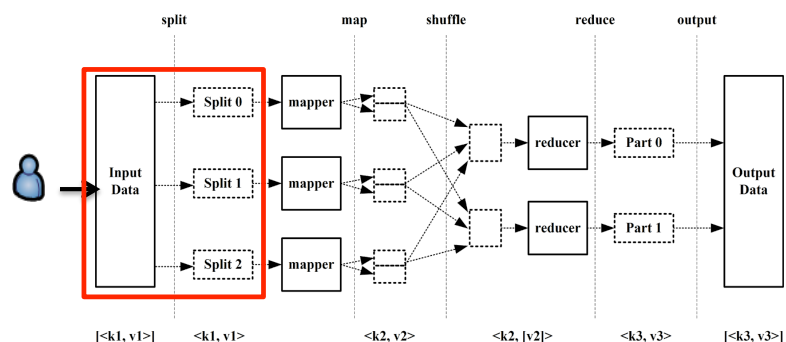 split
map
shuffle
reduce
output
Input
Data
Split 0
Split 1
Split 2
mapper
mapper
mapper
reducer
reducer
Part 0
Part 1
Output
Data
[<k1, v1>]
<k1, v1>
<k2, v2>
<k2, [v2]>
<k3, v3>
[<k3, v3>]